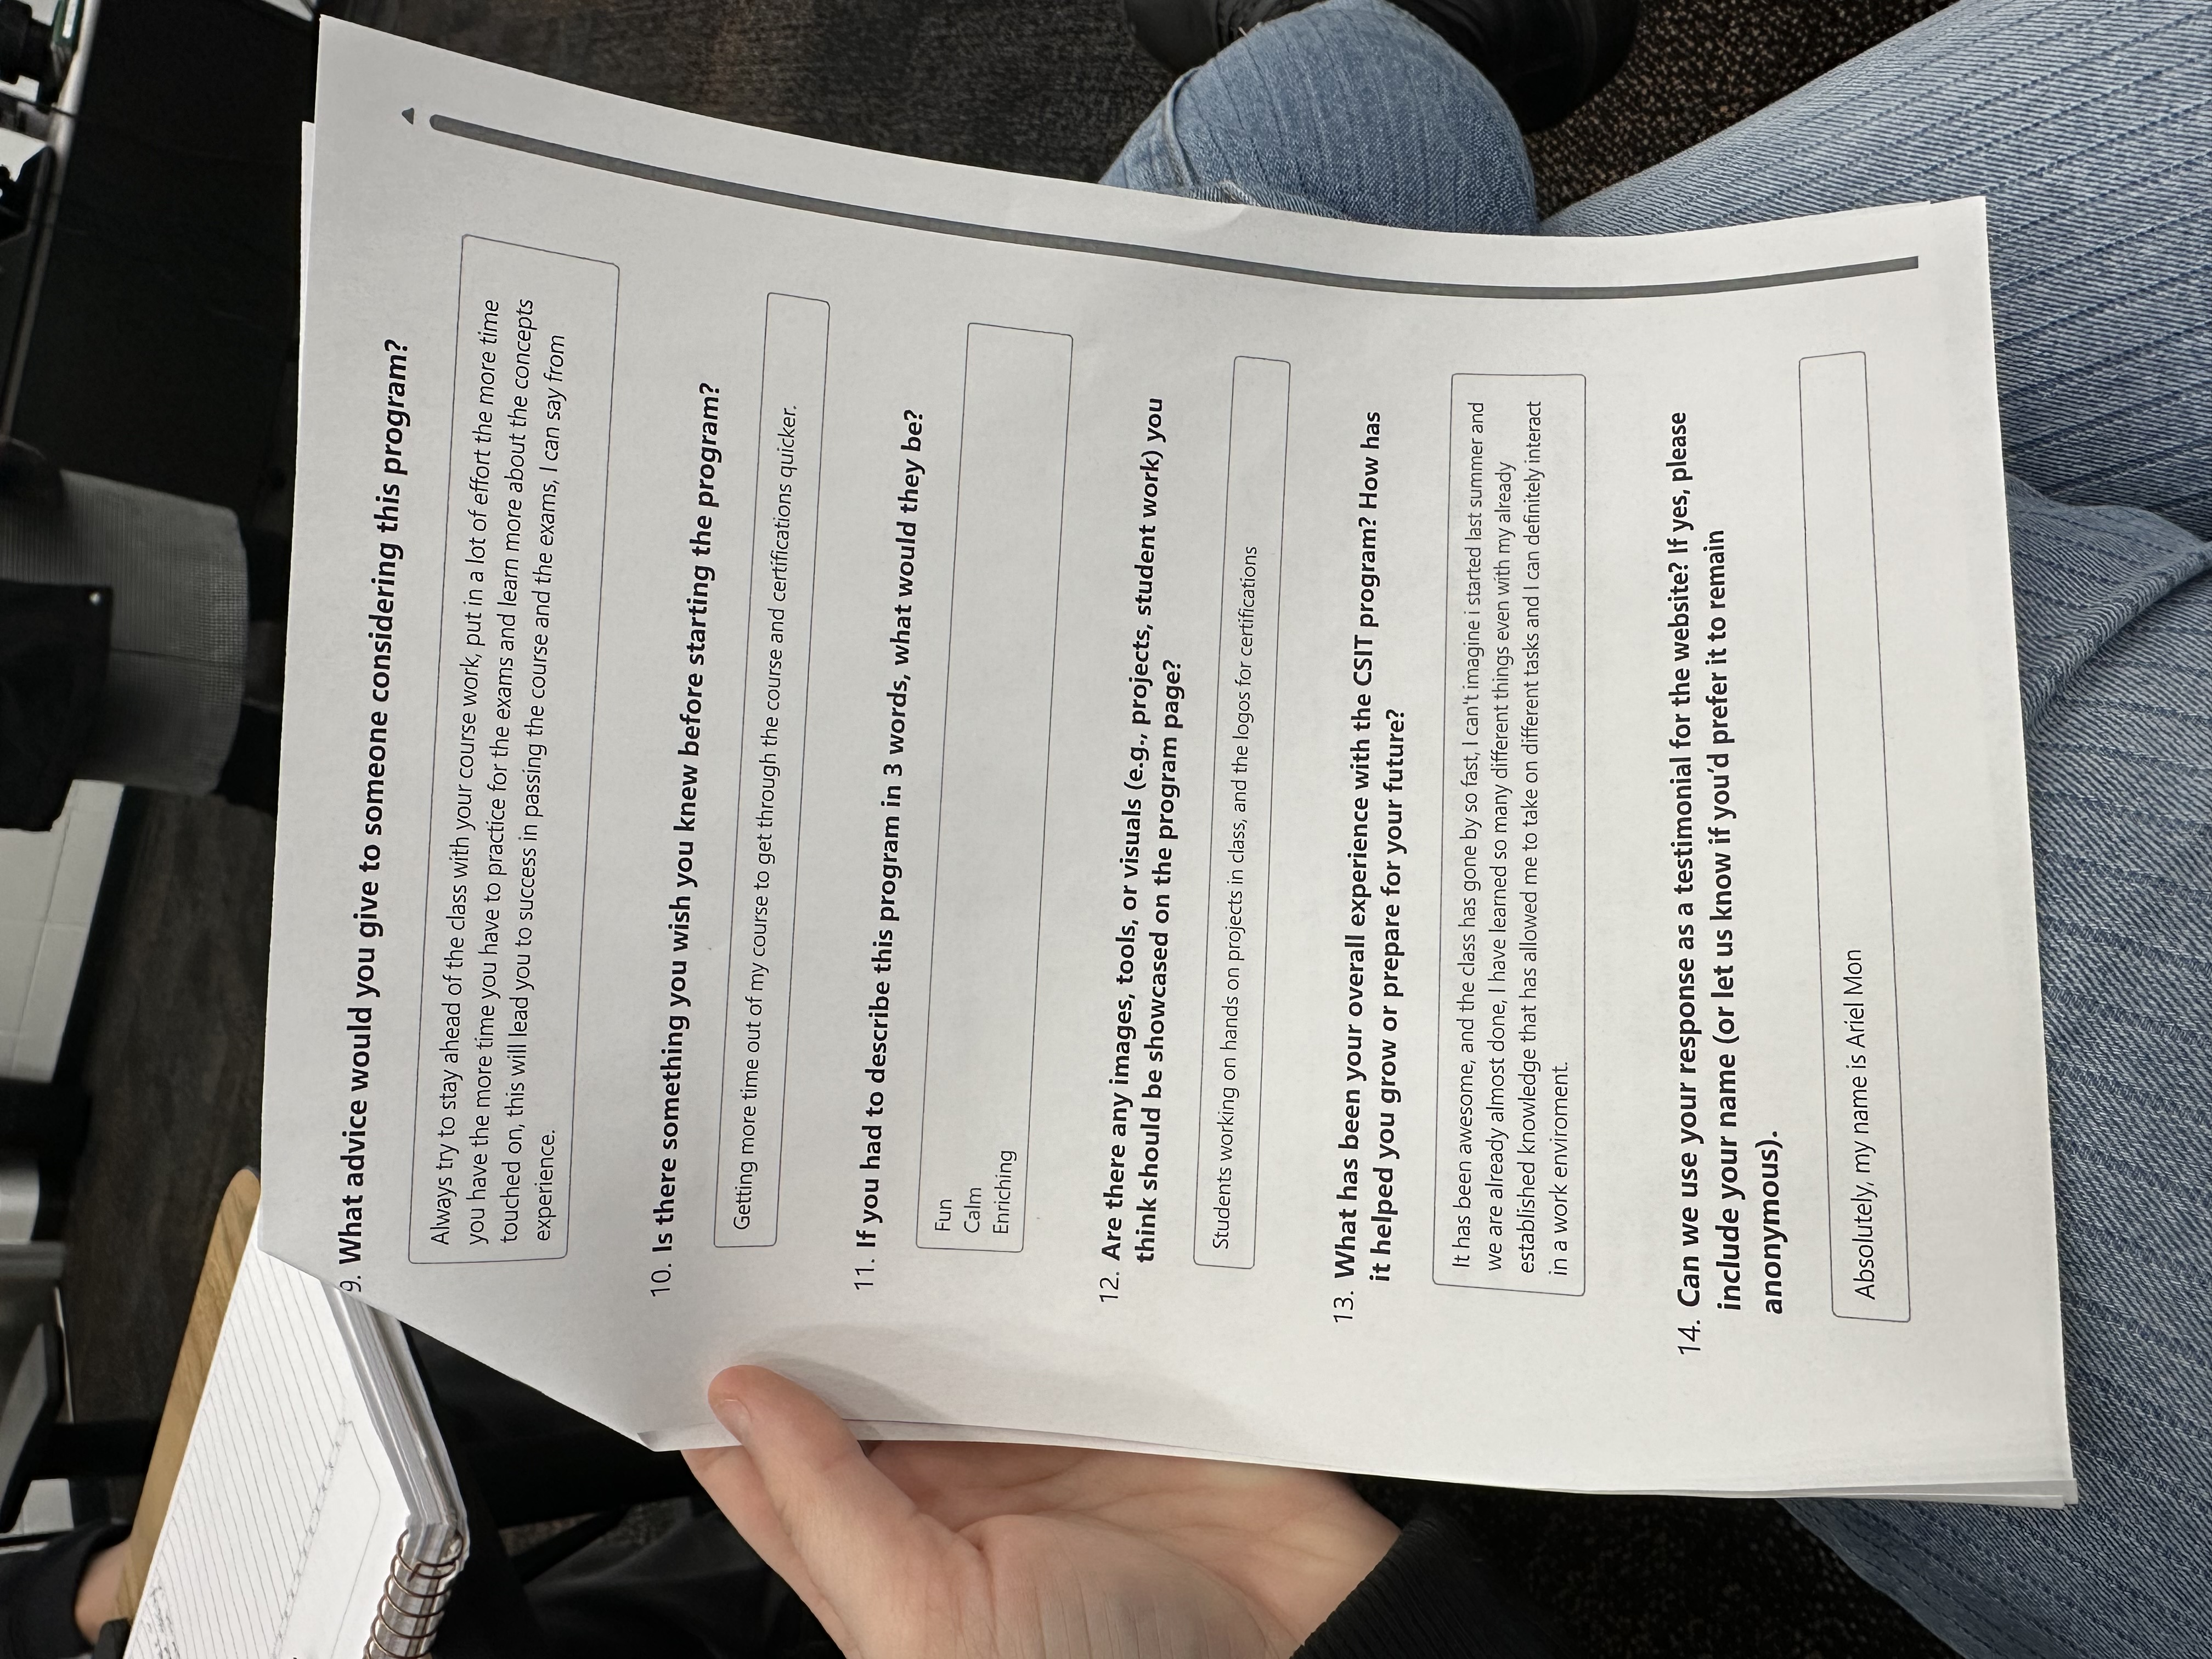 9. What advice would you give to someone considering this program?
Always try to stay ahead of the class with your course work, put in a lot of effort the more time
you have the more time you have to practice for the exams and learn more about the concepts
touched on, this will lead you to success in passing the course and the exams, I can say from
experience.
10. Is there something you wish you knew before starting the program?
Getting more time out of my course to get through the course and certifications quicker.
11. If you had to describe this program in 3 words, what would they be?
Fun
Calm
Enriching
12. Are there any images, tools, or visuals (e.g., projects, student work) you
think should be showcased on the program page?
Students working on hands on projects in class, and the logos for certifications
13. What has been your overall experience with the CSIT program? How has
it helped you grow or prepare for your future?
It has been awesome, and the class has gone by so fast, I can't imagine i started last summer and
we are already almost done, I have learned so many different things even with my already
established knowledge that has allowed me to take on different tasks and I can definitely interact
in a work enviroment.
14. Can we use your response as a testimonial for the website? If yes, please
include your name (or let us know if you'd prefer it to remain
anonymous).
Absolutely, my name is Ariel Mon